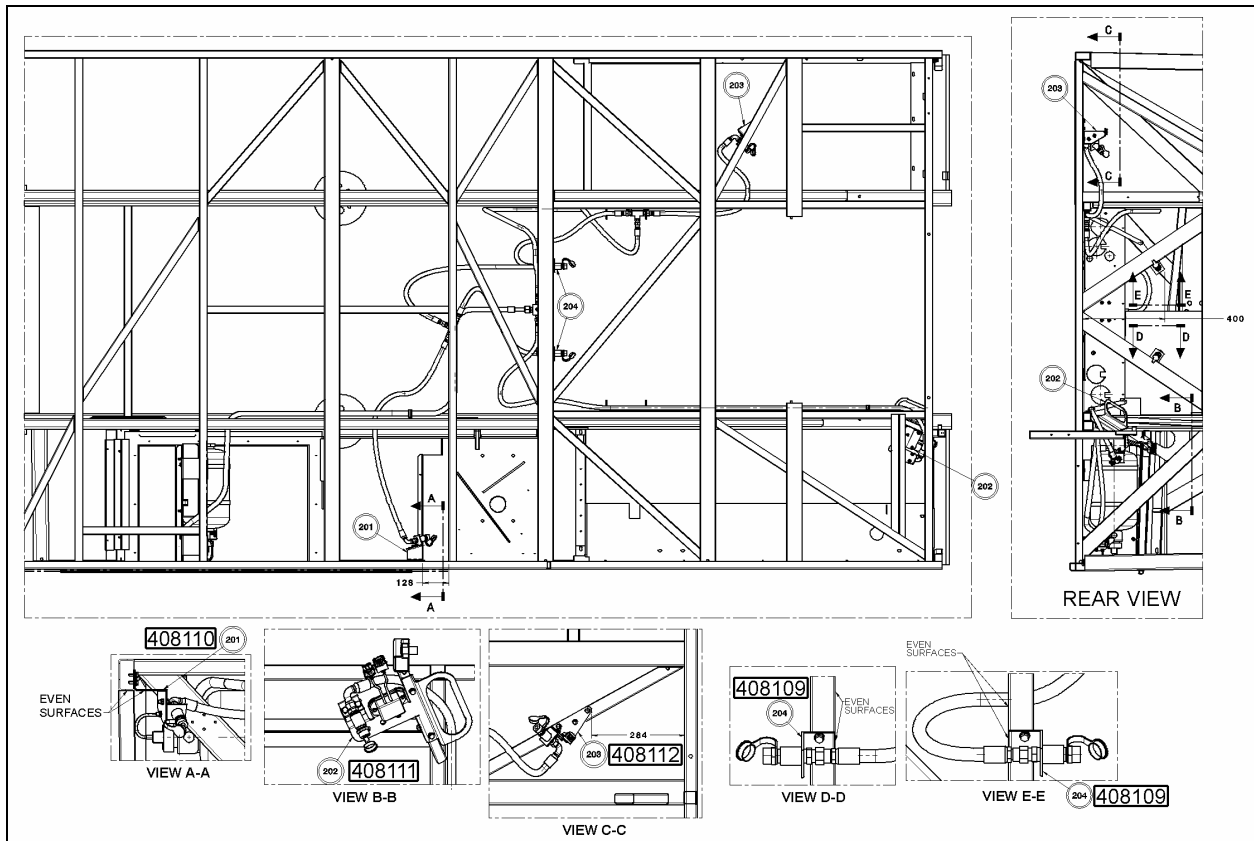 C
203
203
C
204
E E
400
D D
202
B
202
A
201
B
128
A
REAR VIEW
408110 201
EVEN
SURFACES
VIEW A-A
202 408111
VIEW B-B
284
203 408112
VIEW C-C
408109
204
EVEN
SURFACES
VIEW D-D
EVEN
SURFACES
204 408109
VIEW E-E